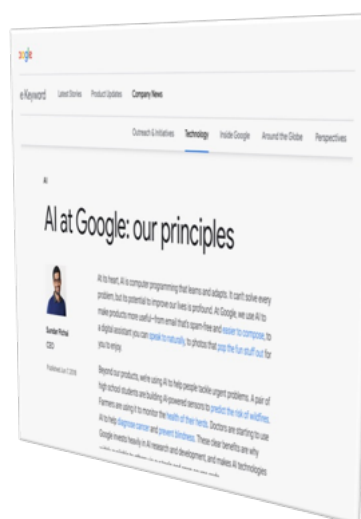 ogle
e Keyword Latest Stories Product Updates Company News
Outreach & Initiatives Technology Inside Google Around the Globe Perspectives
AI
AI at Google: our principles
Sundar Pichai
CEO
Published Jun 7, 2018
At its heart, AI is computer programming that learns and adapts. It can't solve every
problem, but its potential to improve our lives is profound. At Google, we use AI to
make products more useful—from email that's spam-free and easier to compose, to
a digital assistant you can speak to naturally, to photos that pop the fun stuff out for
you to enjoy.
Beyond our products, we're using AI to help people tackle urgent problems. A pair of
high school students are building AI-powered sensors to predict the risk of wildfires.
Farmers are using it to monitor the health of their herds. Doctors are starting to use
AI to help diagnose cancer and prevent blindness. These clear benefits are why
Google invests heavily in AI research and development, and makes AI technologies